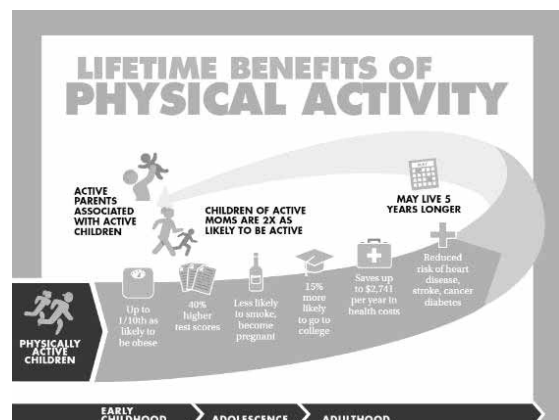 LIFETIME BENEFITS OF
PHYSICAL ACTIVITY
ACTIVE
PARENTS
ASSOCIATED
WITH ACTIVE
CHILDREN
CHILDREN OF ACTIVE
MOMS ARE 2X AS
LIKELY TO BE ACTIVE
MAY LIVE 5
YEARS LONGER
PHYSICALLY
ACTIVE
CHILDREN
Up to
1/10th as
likely to
be obese
40%
higher
test scores
Less likely
to smoke,
become
pregnant
15%
more
likely
to go to
college
Saves up
to $2,741
per year in
health costs
Reduced
risk of heart
disease,
stroke, cancer
diabetes
EARLY
CHILDHOOD
ADOLESCENCE
ADULTHOOD